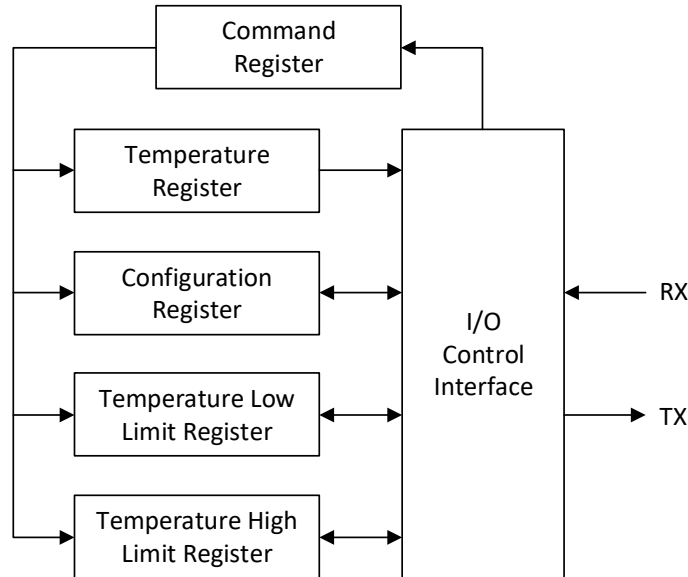 Command
Register
Temperature
Register
Configuration
Register
Temperature Low
Limit Register
Temperature High
Limit Register
I/O
Control
Interface
RX
TX